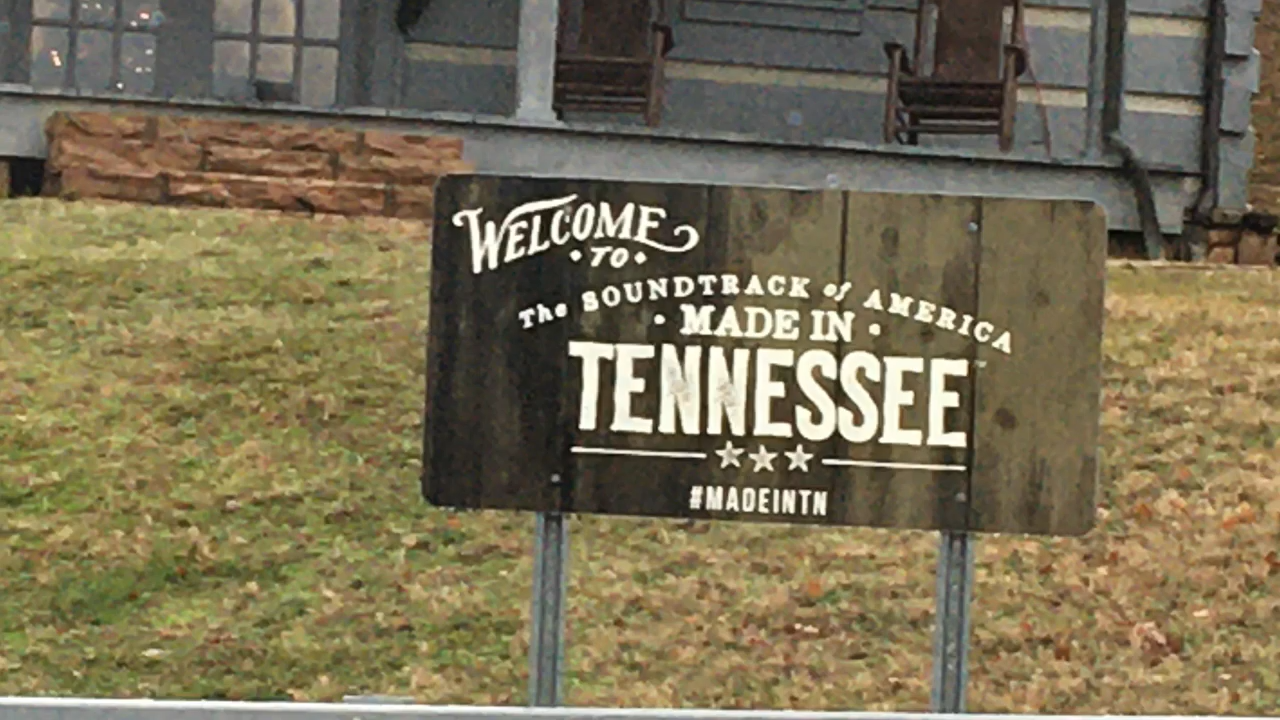 WELCOME
• TO •
The SOUNDTRACK of AMERICA
• MADE IN •
TENNESSEE
#MADEINTN